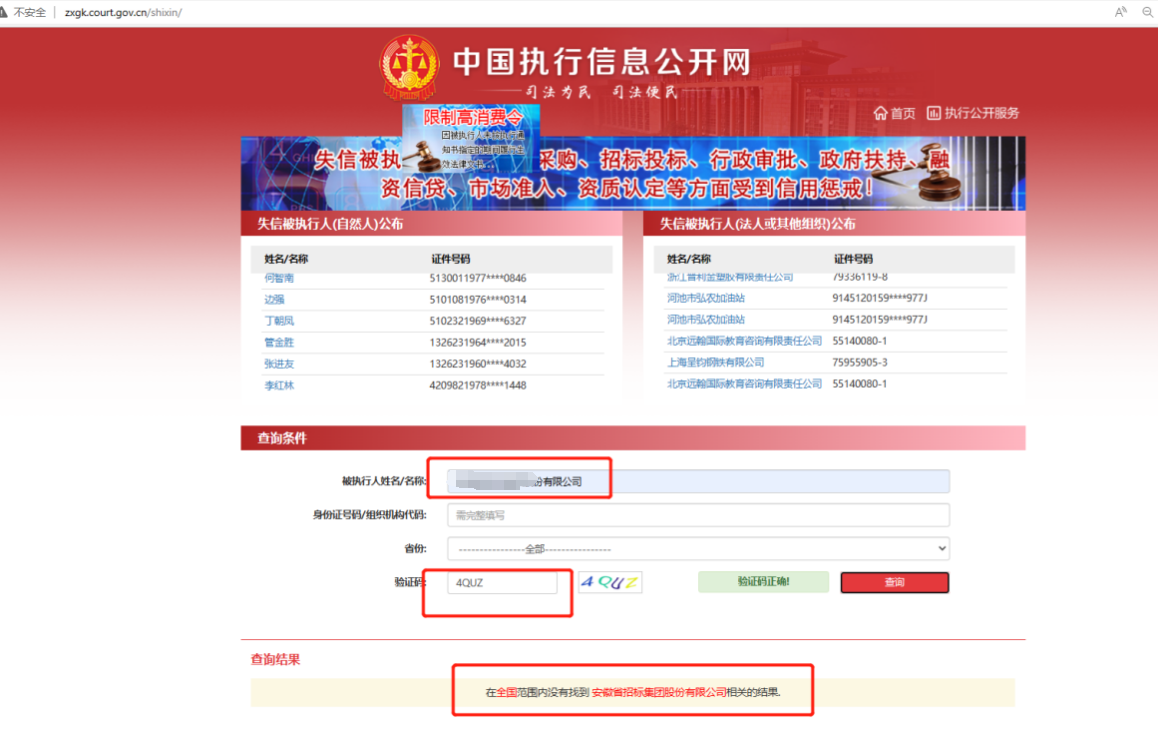 不安全 zxgk.court.gov.cn/shixin/
中国执行信息公开网
司法为民 司法便民
首页 执行公开服务
限制高消费令
失信被执 采购、招标投标、行政审批、政府扶持、融
资信贷、市场准入、资质认定等方面受到信用惩戒!
失信被执行人(自然人)公布
姓名/名称 证件号码
何智南 5130011977****0846
边强 5101081976****0314
丁朝凤 5102321969****6327
管金胜 1326231964****2015
张进友 1326231960****4032
李红林 4209821978****1448
失信被执行人(法人或其他组织)公布
姓名/名称 证件号码
浙江普利金塑胶有限责任公司 79336119-8
河池市弘农加油站 9145120159****977J
河池市弘农加油站 9145120159****977J
北京远翰国际教育咨询有限责任公司 55140080-1
上海呈钧钢铁有限公司 75955905-3
北京远翰国际教育咨询有限责任公司 55140080-1
查询条件
被执行人姓名/名称: 份有限公司
身份证号码/组织机构代码: 需完整填写
省份: ----------------全部----------------
验证码: 4QUZ 4QUZ 验证码正确! 查询
查询结果
在全国范围内没有找到 安徽省招标集团股份有限公司相关的结果.